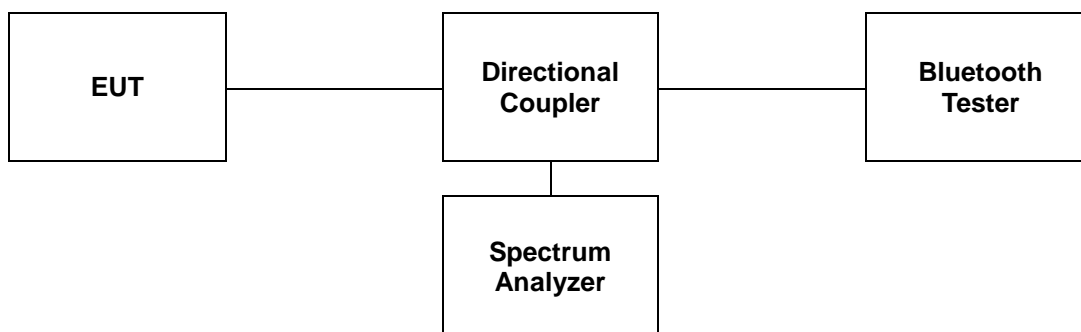 EUT
Directional
Coupler
Bluetooth
Tester
Spectrum
Analyzer